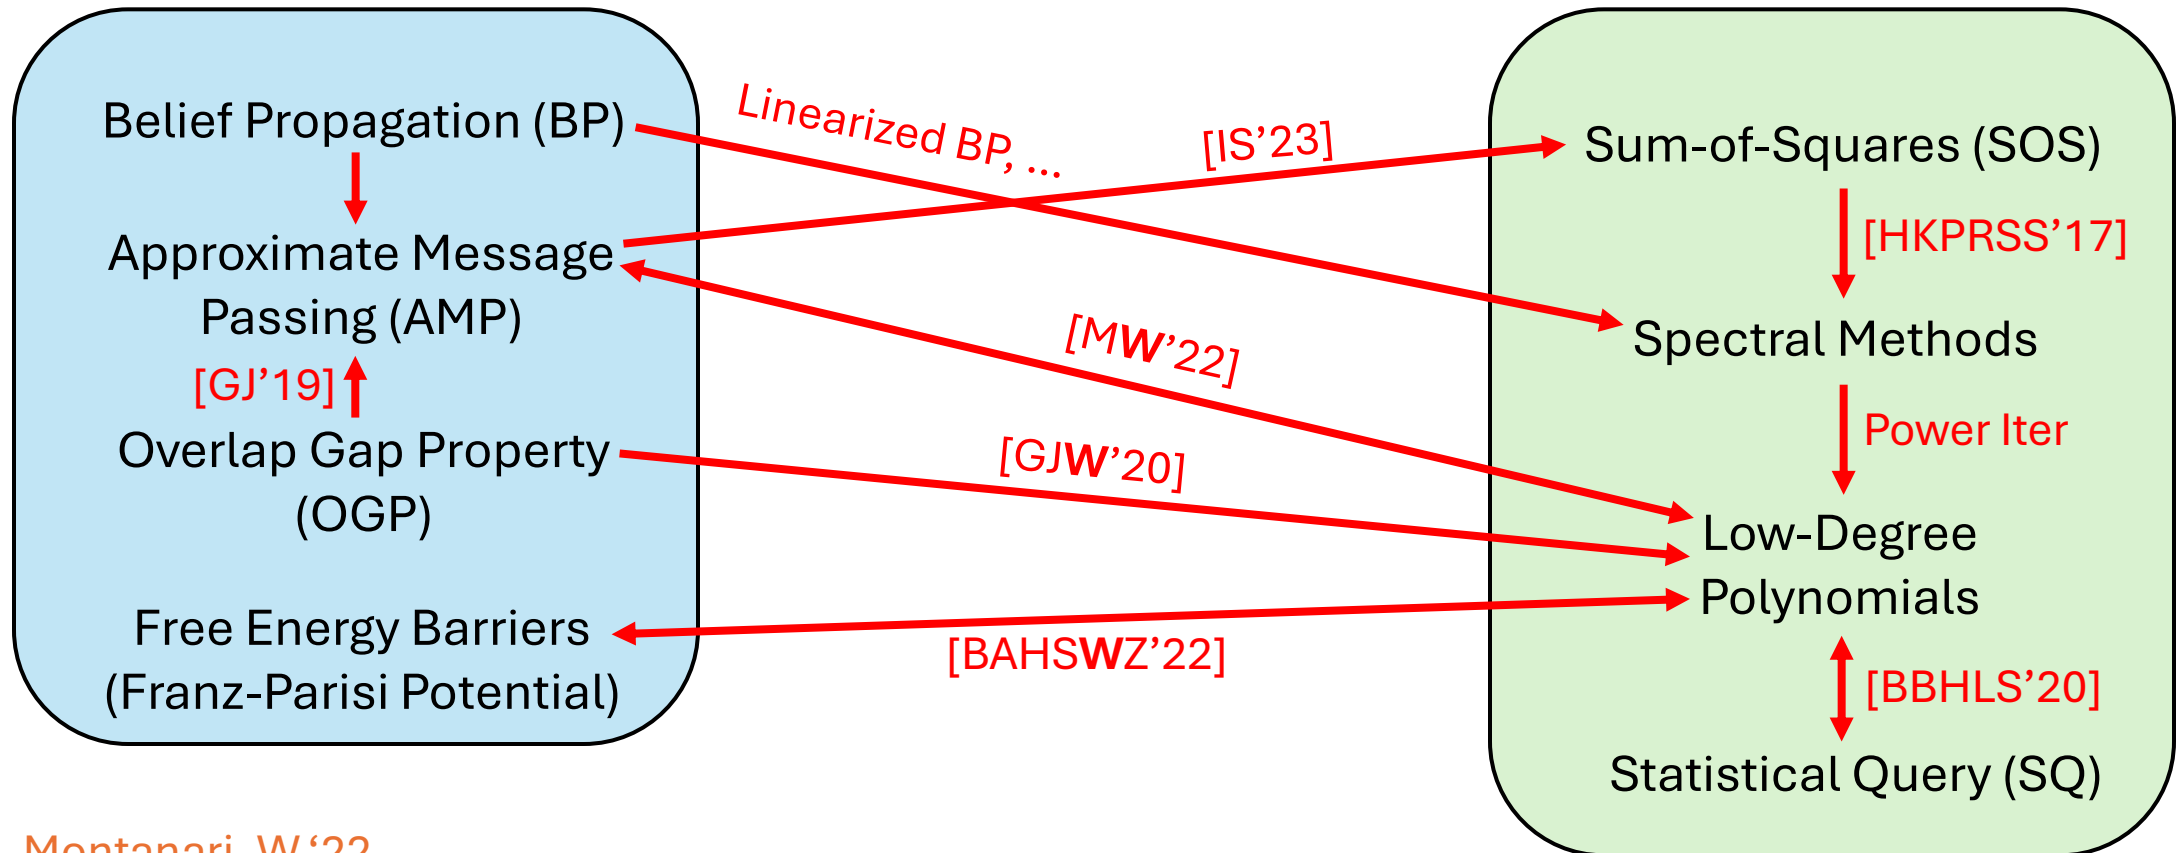 Belief Propagation (BP)
Approximate Message
Passing (AMP)
[GJ’19]
Overlap Gap Property
(OGP)
Free Energy Barriers
(Franz-Parisi Potential)
Linearized BP, ...
[IS’23]
[MW’22]
[GJW’20]
[BAHSWZ’22]
Sum-of-Squares (SOS)
[HKPRSS’17]
Spectral Methods
Power Iter
Low-Degree
Polynomials
[BBHLS’20]
Statistical Query (SQ)
Montanari, W ‘22